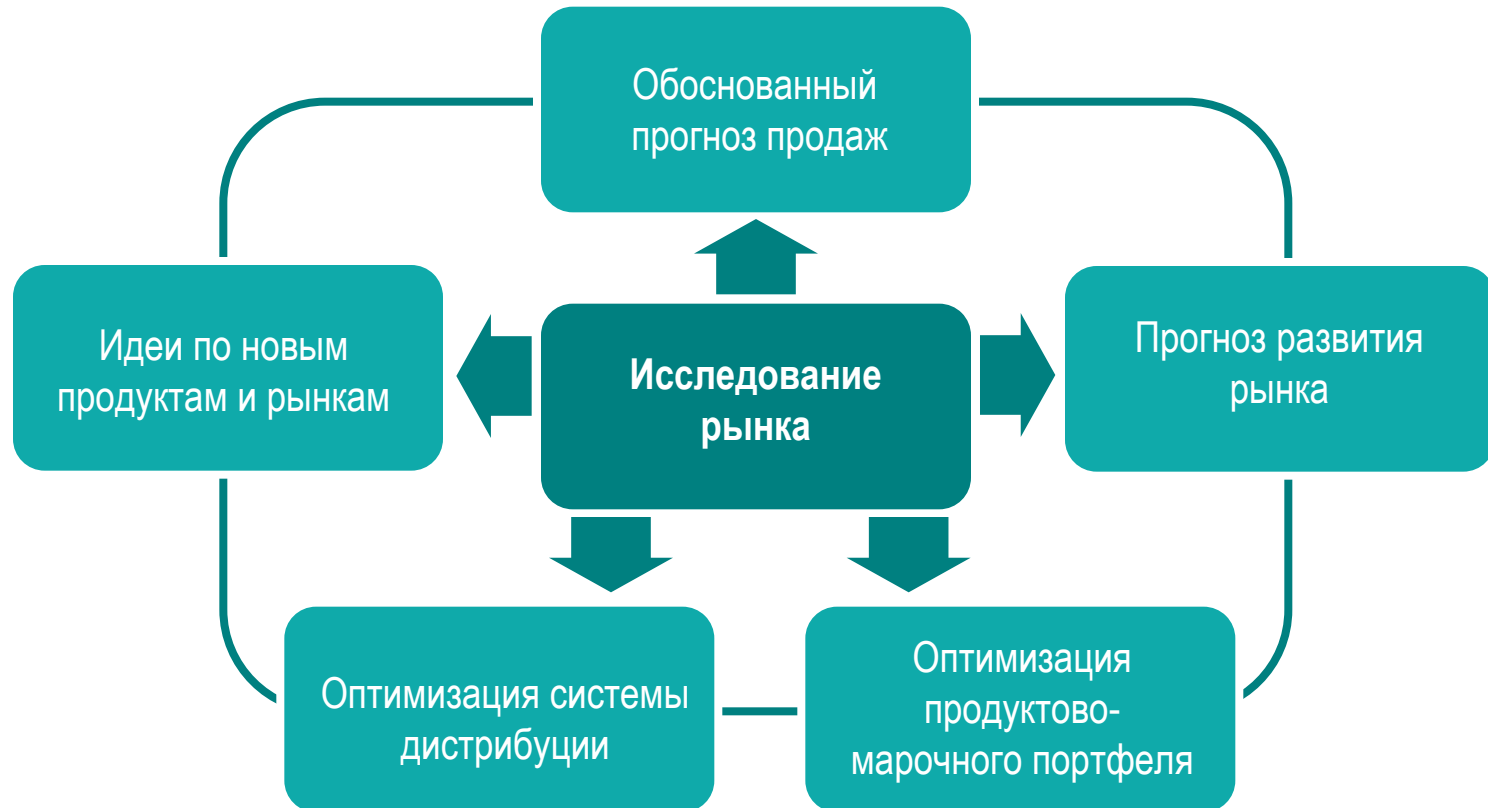 Обоснованный
прогноз продаж
Идеи по новым
продуктам и рынкам
Исследование
рынка
Прогноз развития
рынка
Оптимизация системы
дистрибуции
Оптимизация
продуктово-
марочного портфеля